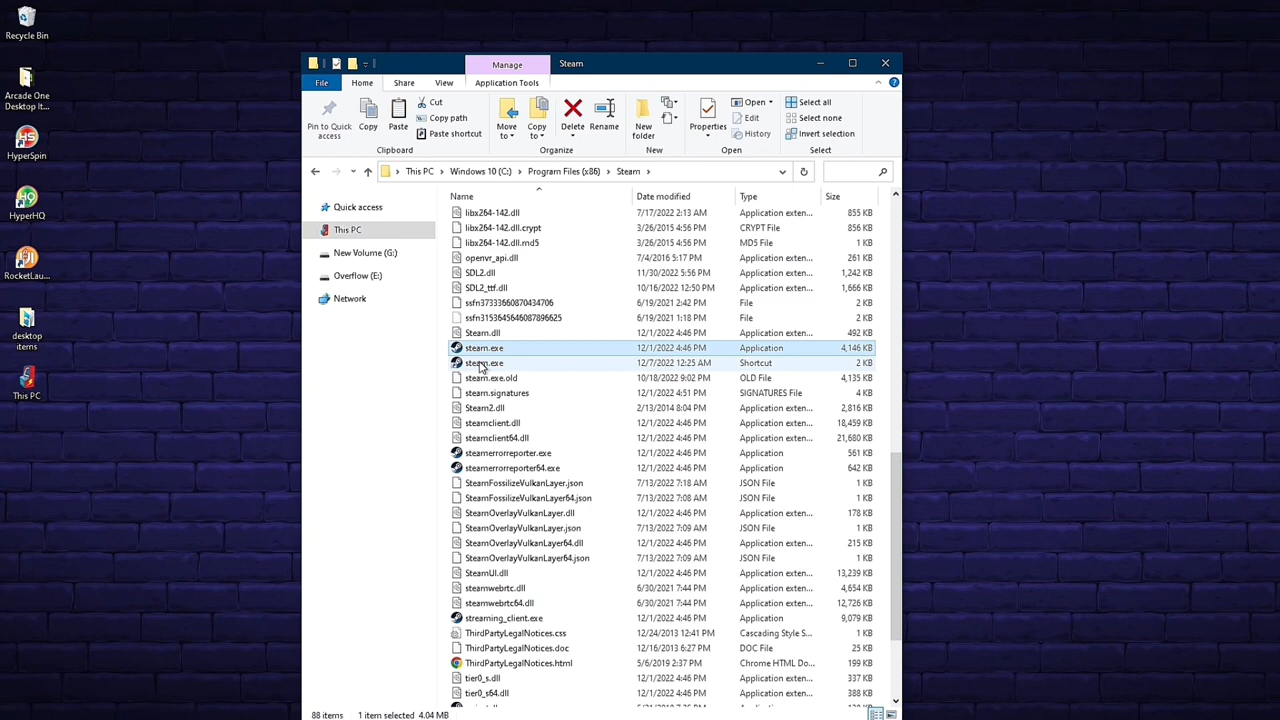 Recycle Bin
Arcade One
Desktop It...
HyperSpin
HyperHQ
RocketLau...
desktop
items
This PC
Manage
Steam
File
Home
Share
View
Application Tools
Pin to Quick
access
Copy
Paste
Cut
Copy path
Paste shortcut
Clipboard
Move
to
Copy
to
Delete
Rename
Organize
New
folder
New
Properties
Open
Edit
History
Open
Select all
Select none
Invert selection
Select
This PC > Windows 10 (C:) > Program Files (x86) > Steam >
Quick access
This PC
New Volume (G:)
Overflow (E:)
Network
Name Date modified Type Size
libx264-142.dll 7/17/2022 2:13 AM Application exten... 855 KB
libx264-142.dll.crypt 3/26/2015 4:56 PM CRYPT File 856 KB
libx264-142.dll.md5 3/26/2015 4:56 PM MD5 File 1 KB
openvr_api.dll 7/4/2016 5:17 PM Application exten... 261 KB
SDL2.dll 11/30/2022 5:56 PM Application exten... 1,242 KB
SDL2_ttf.dll 10/16/2022 12:50 PM Application exten... 1,666 KB
ssfn37333660870434706 6/19/2021 2:42 PM File 2 KB
ssfn3153645646087896625 6/19/2021 1:18 PM File 2 KB
Steam.dll 12/1/2022 4:46 PM Application exten... 492 KB
steam.exe 12/1/2022 4:46 PM Application 4,146 KB
steam.exe 12/7/2022 12:25 AM Shortcut 2 KB
steam.exe.old 10/18/2022 9:02 PM OLD File 4,135 KB
steam.signatures 12/1/2022 4:51 PM SIGNATURES File 4 KB
Steam2.dll 2/13/2014 8:04 PM Application exten... 2,816 KB
steamclient.dll 12/1/2022 4:46 PM Application exten... 18,459 KB
steamclient64.dll 12/1/2022 4:46 PM Application exten... 21,680 KB
steamerrorreporter.exe 12/1/2022 4:46 PM Application 561 KB
steamerrorreporter64.exe 12/1/2022 4:46 PM Application 642 KB
SteamFossilizeVulkanLayer.json 7/13/2022 7:18 AM JSON File 1 KB
SteamFossilizeVulkanLayer64.json 7/13/2022 7:08 AM JSON File 1 KB
SteamOverlayVulkanLayer.dll 12/1/2022 4:46 PM Application exten... 178 KB
SteamOverlayVulkanLayer.json 7/13/2022 7:09 AM JSON File 1 KB
SteamOverlayVulkanLayer64.dll 12/1/2022 4:46 PM Application exten... 215 KB
SteamOverlayVulkanLayer64.json 7/13/2022 7:09 AM JSON File 1 KB
SteamUI.dll 12/1/2022 4:46 PM Application exten... 13,239 KB
steamwebrtc.dll 6/30/2021 7:44 PM Application exten... 4,654 KB
steamwebrtc64.dll 6/30/2021 7:44 PM Application exten... 12,726 KB
streaming_client.exe 12/1/2022 4:46 PM Application 9,079 KB
ThirdPartyLegalNotices.css 12/24/2013 12:41 PM Cascading Style S... 1 KB
ThirdPartyLegalNotices.doc 12/16/2013 6:27 PM DOC File 25 KB
ThirdPartyLegalNotices.html 5/6/2019 2:37 PM Chrome HTML Do... 199 KB
tier0_s.dll 12/1/2022 4:46 PM Application exten... 337 KB
tier0_s64.dll 12/1/2022 4:46 PM Application exten... 388 KB
88 items 1 item selected 4.04 MB